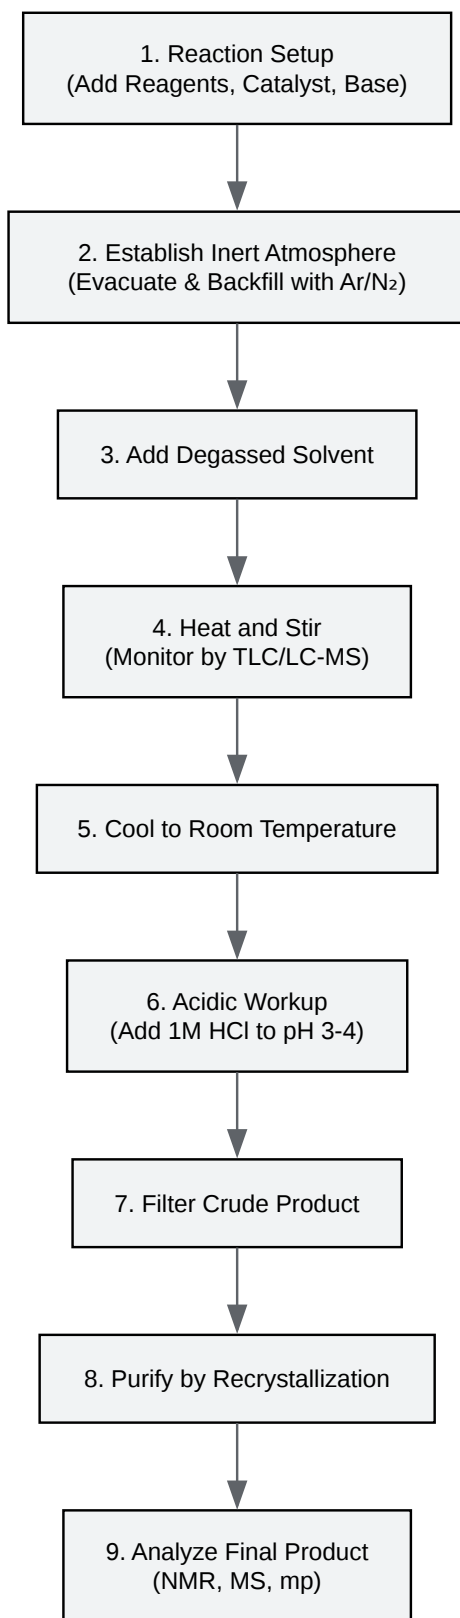 1. Reaction Setup
(Add Reagents, Catalyst, Base)
2. Establish Inert Atmosphere
(Evacuate & Backfill with Ar/N₂)
3. Add Degassed Solvent
4. Heat and Stir
(Monitor by TLC/LC-MS)
5. Cool to Room Temperature
6. Acidic Workup
(Add 1M HCl to pH 3-4)
7. Filter Crude Product
8. Purify by Recrystallization
9. Analyze Final Product
(NMR, MS, mp)